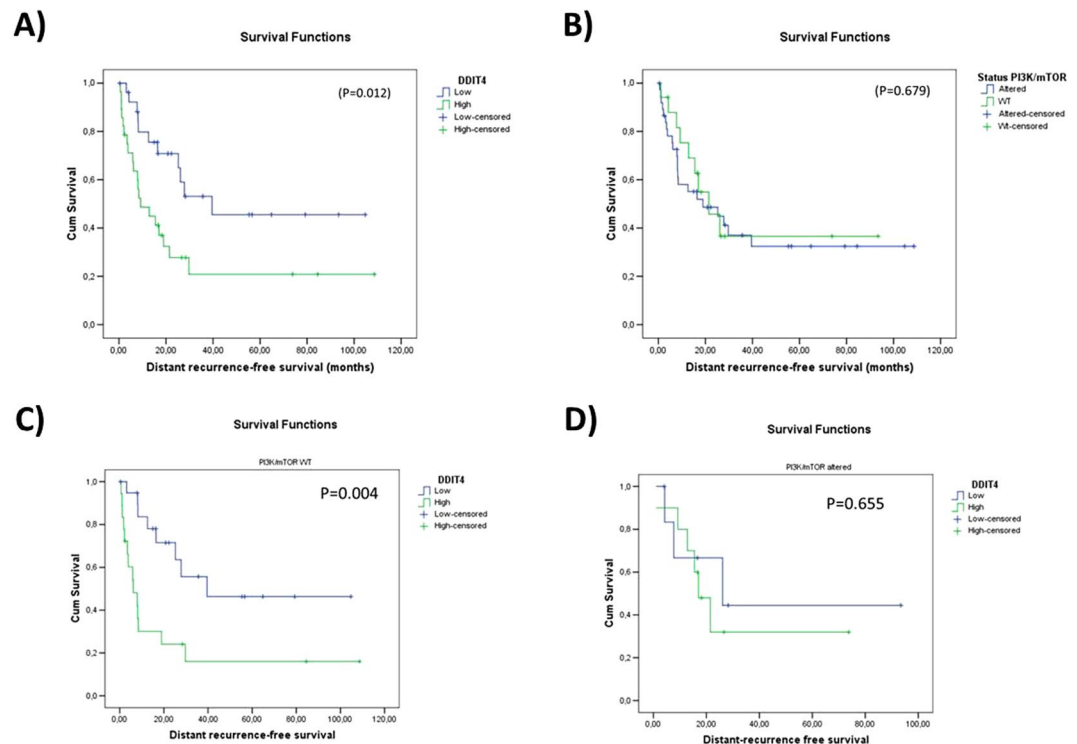 A)
Survival Functions
(P=0.012)
DDIT4
Low
High
Low-censored
High-censored
Cum Survival
1,0
0,8
0,6
0,4
0,2
0,0
0,00 20,00 40,00 60,00 80,00 100,00 120,00
Distant recurrence-free survival (months)
B)
Survival Functions
(P=0.679)
Status PI3K/mTOR
Altered
WT
Altered-censored
Wt-censored
Cum Survival
1,0
0,8
0,6
0,4
0,2
0,0
0,00 20,00 40,00 60,00 80,00 100,00 120,00
Distant recurrence-free survival (months)
C)
Survival Functions
PI3K/mTOR WT
P=0.004
DDIT4
Low
High
Low-censored
High-censored
Cum Survival
1,0
0,8
0,6
0,4
0,2
0,0
0,00 20,00 40,00 60,00 80,00 100,00 120,00
Distant recurrence-free survival
D)
Survival Functions
PI3K/mTOR altered
P=0.655
DDIT4
Low
High
Low-censored
High-censored
Cum Survival
1,0
0,8
0,6
0,4
0,2
0,0
0,00 20,00 40,00 60,00 80,00 100,00
Distant-recurrence free survival